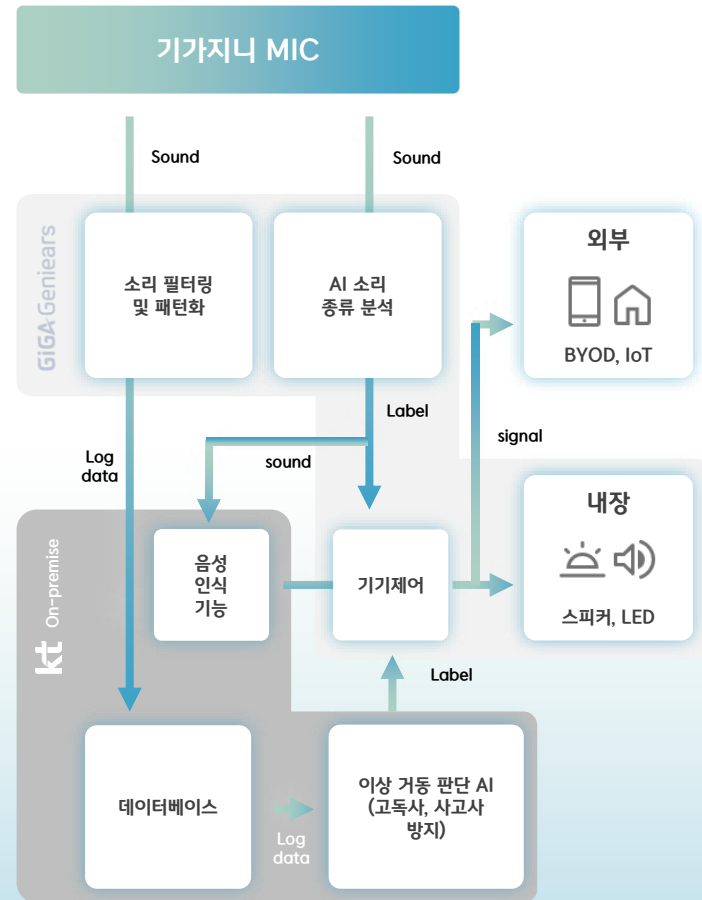 기가지니 MIC
Sound
Sound
GiGA Geniears
소리 필터링
및 패턴화
AI 소리
종류 분석
외부
BYOD, IoT
Label
signal
Log
data
sound
내장
스피커, LED
kt On-premise
음성
인식
기능
기기제어
Label
데이터베이스
Log
data
이상 거동 판단 AI
(고독사, 사고사
방지)